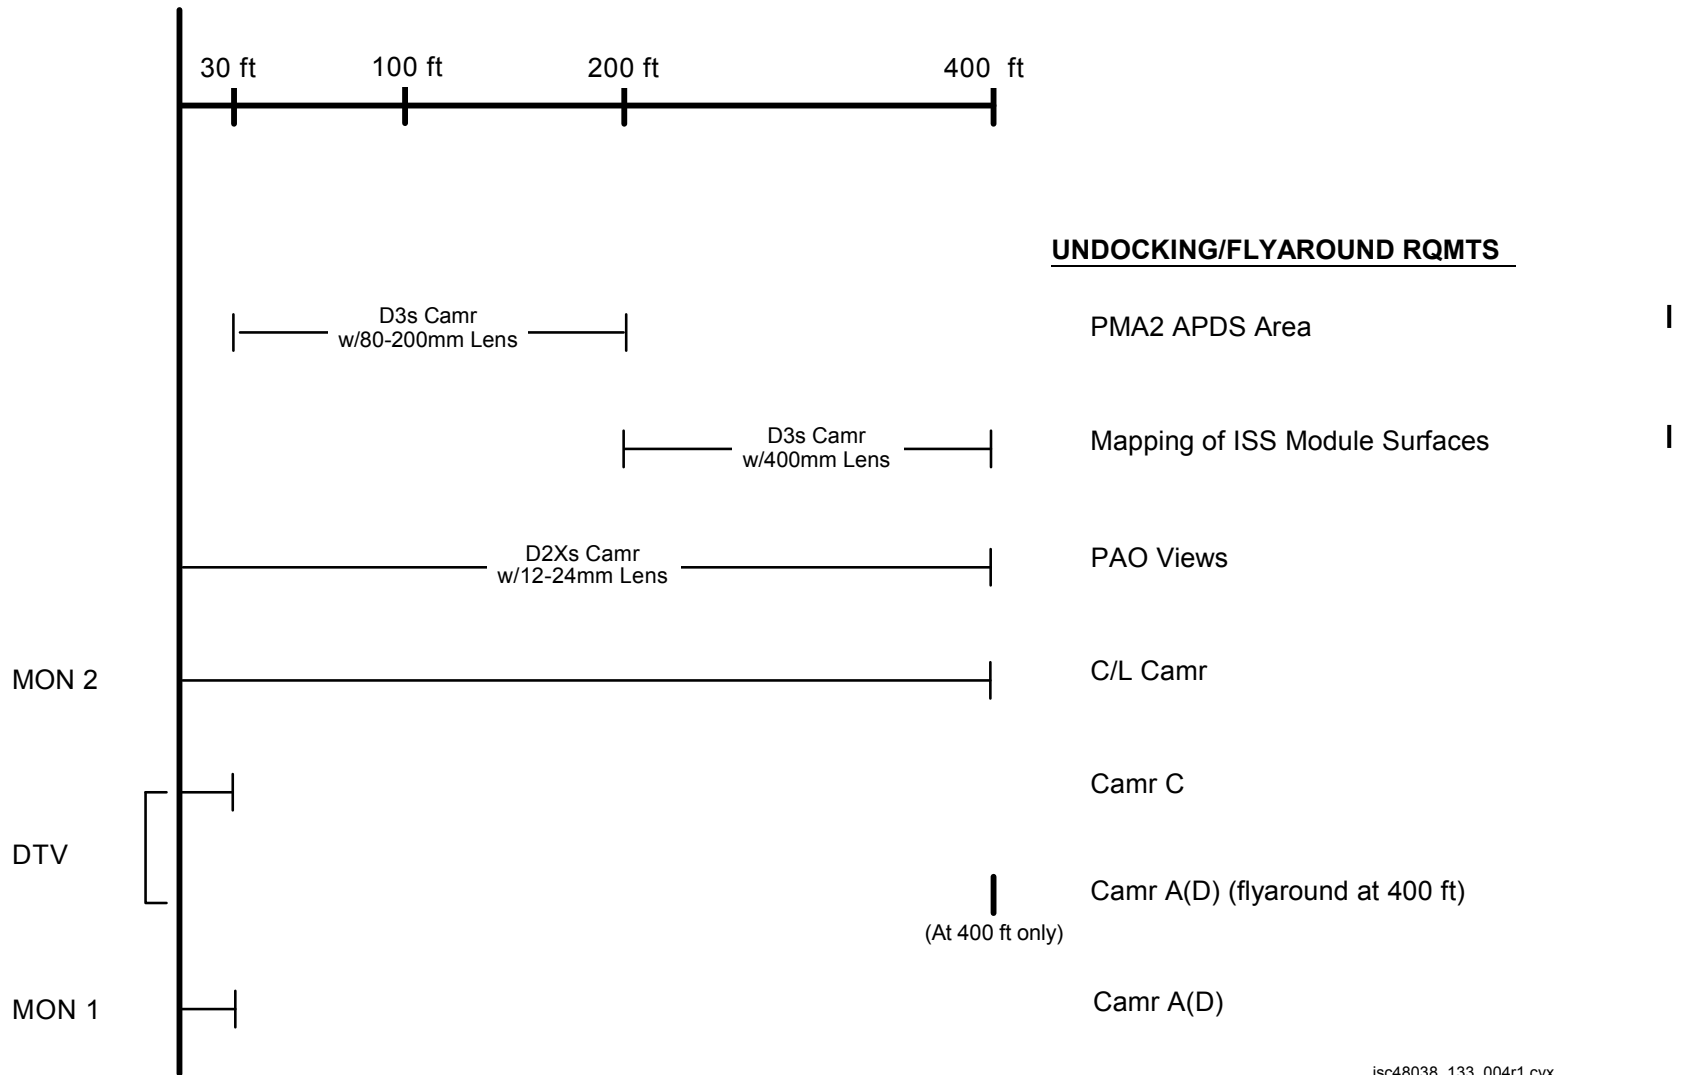 30 ft
100 ft
200 ft
400 ft
UNDOCKING/FLYAROUND RQMTS
D3s Camr
w/80-200mm Lens
PMA2 APDS Area
D3s Camr
w/400mm Lens
Mapping of ISS Module Surfaces
D2Xs Camr
w/12-24mm Lens
PAO Views
MON 2
C/L Camr
Camr C
DTV
Camr A(D) (flyaround at 400 ft)
(At 400 ft only)
MON 1
Camr A(D)
jsc48038_133_004r1.cvx